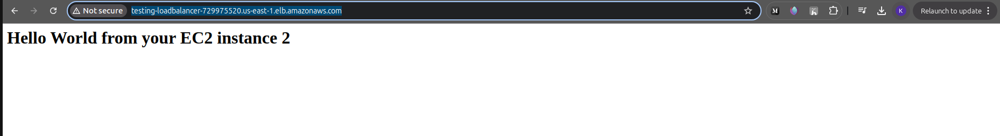 Not secure
testing-loadbalancer-729975520.us-east-1.elb.amazonaws.com
M
K
Relaunch to update
Hello World from your EC2 instance 2